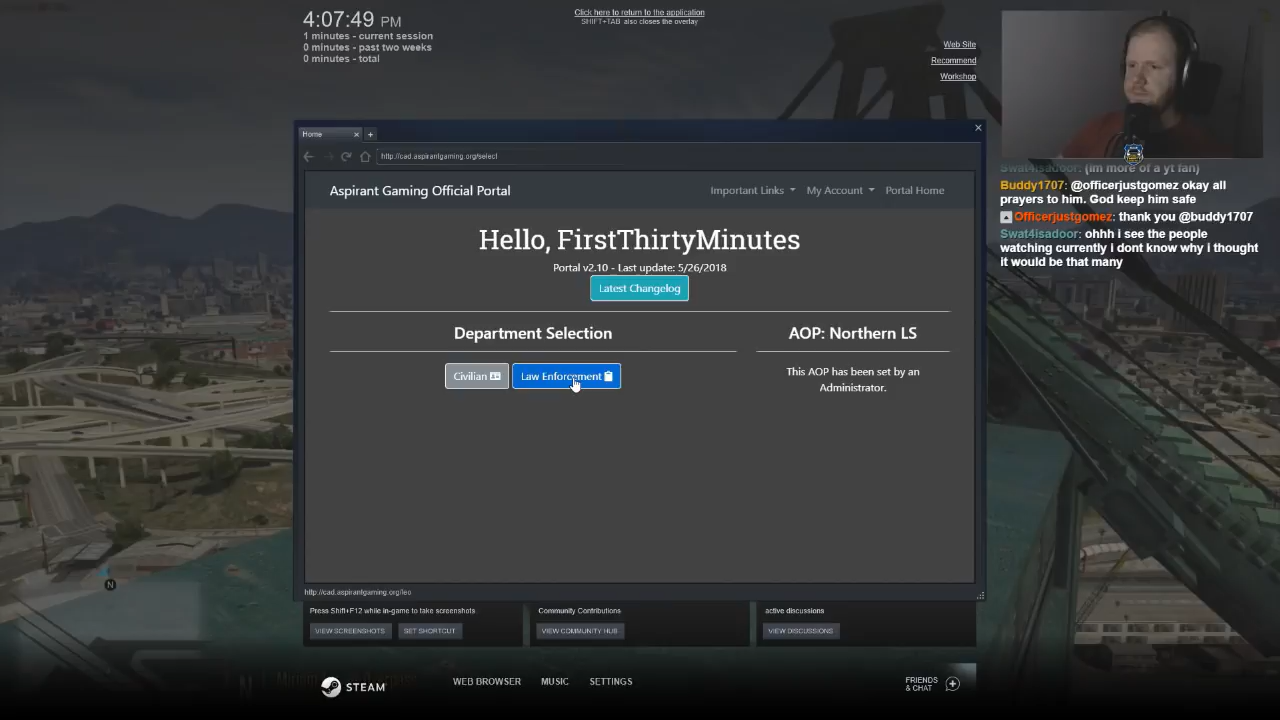 4:07:49 PM
1 minutes - current session
0 minutes - past two weeks
0 minutes - total
Click here to return to the application
SHIFT+TAB also closes the overlay
Web Site
Recommend
Workshop
Home
http://cad.aspirantgaming.org/select
Aspirant Gaming Official Portal
Important Links
My Account
Portal Home
Hello, FirstThirtyMinutes
Portal v2.10 - Last update: 5/26/2018
Latest Changelog
Department Selection
Civilian
Law Enforcement
AOP: Northern LS
This AOP has been set by an
Administrator.
http://cad.aspirantgaming.org/leo
Press Shift+F12 while in-game to take screenshots
VIEW SCREENSHOTS
SET SHORTCUT
Community Contributions
VIEW COMMUNITY HUB
active discussions
VIEW DISCUSSIONS
STEAM
WEB BROWSER
MUSIC
SETTINGS
FRIENDS
& CHAT
N
Swat4isadoor: (im more of a yt fan)
Buddy1707: @officerjustgomez okay all
prayers to him. God keep him safe
Officerjustgomez: thank you @buddy1707
Swat4isadoor: ohhh i see the people
watching currently i dont know why i thought
it would be that many